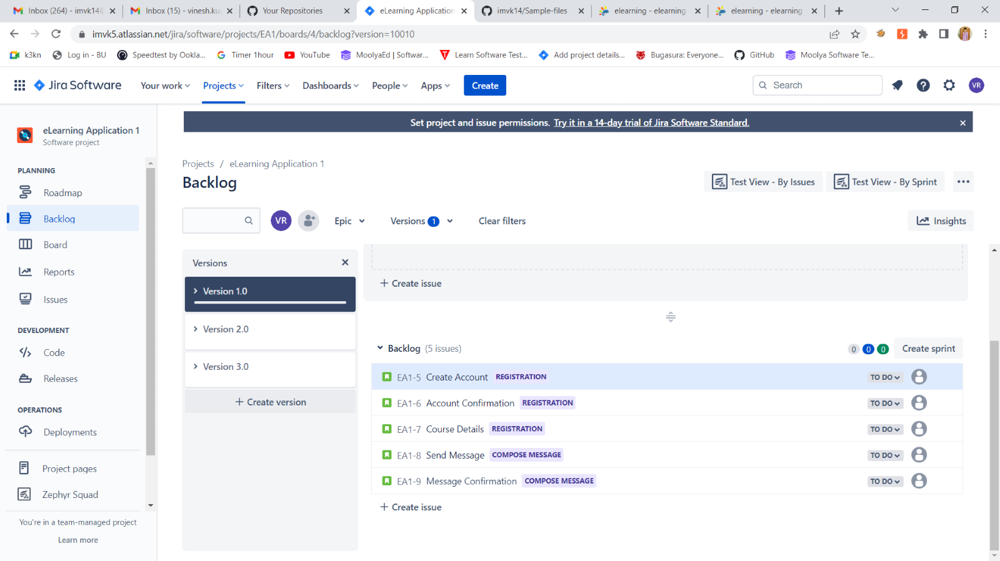 Inbox (264) - imvk14@
Inbox (15) - vinesh.kur
Your Repositories
eLearning Application
imvk14/Sample-files
elearning - elearning
elearning - elearning
imvk5.atlassian.net/jira/software/projects/EA1/boards/4/backlog?version=10010
k3kn
Log in - BU
Speedtest by Ookla...
Timer 1hour
YouTube
MoolyaEd | Softwar...
Learn Software Test...
Add project details...
Bugasura: Everyone...
GitHub
Moolya Software Te...
Jira Software
Your work
Projects
Filters
Dashboards
People
Apps
Create
Search
VR
Set project and issue permissions. Try it in a 14-day trial of Jira Software Standard.
eLearning Application 1
Software project
PLANNING
Roadmap
Backlog
Board
Reports
Issues
DEVELOPMENT
Code
Releases
OPERATIONS
Deployments
Project pages
Zephyr Squad
You're in a team-managed project
Learn more
Projects / eLearning Application 1
Backlog
Test View - By Issues
Test View - By Sprint
VR
Epic
Versions 1
Clear filters
Insights
Versions
Version 1.0
Version 2.0
Version 3.0
+ Create version
+ Create issue
Backlog (5 issues)
0 0 0
Create sprint
EA1-5 Create Account REGISTRATION TO DO
EA1-6 Account Confirmation REGISTRATION TO DO
EA1-7 Course Details REGISTRATION TO DO
EA1-8 Send Message COMPOSE MESSAGE TO DO
EA1-9 Message Confirmation COMPOSE MESSAGE TO DO
+ Create issue